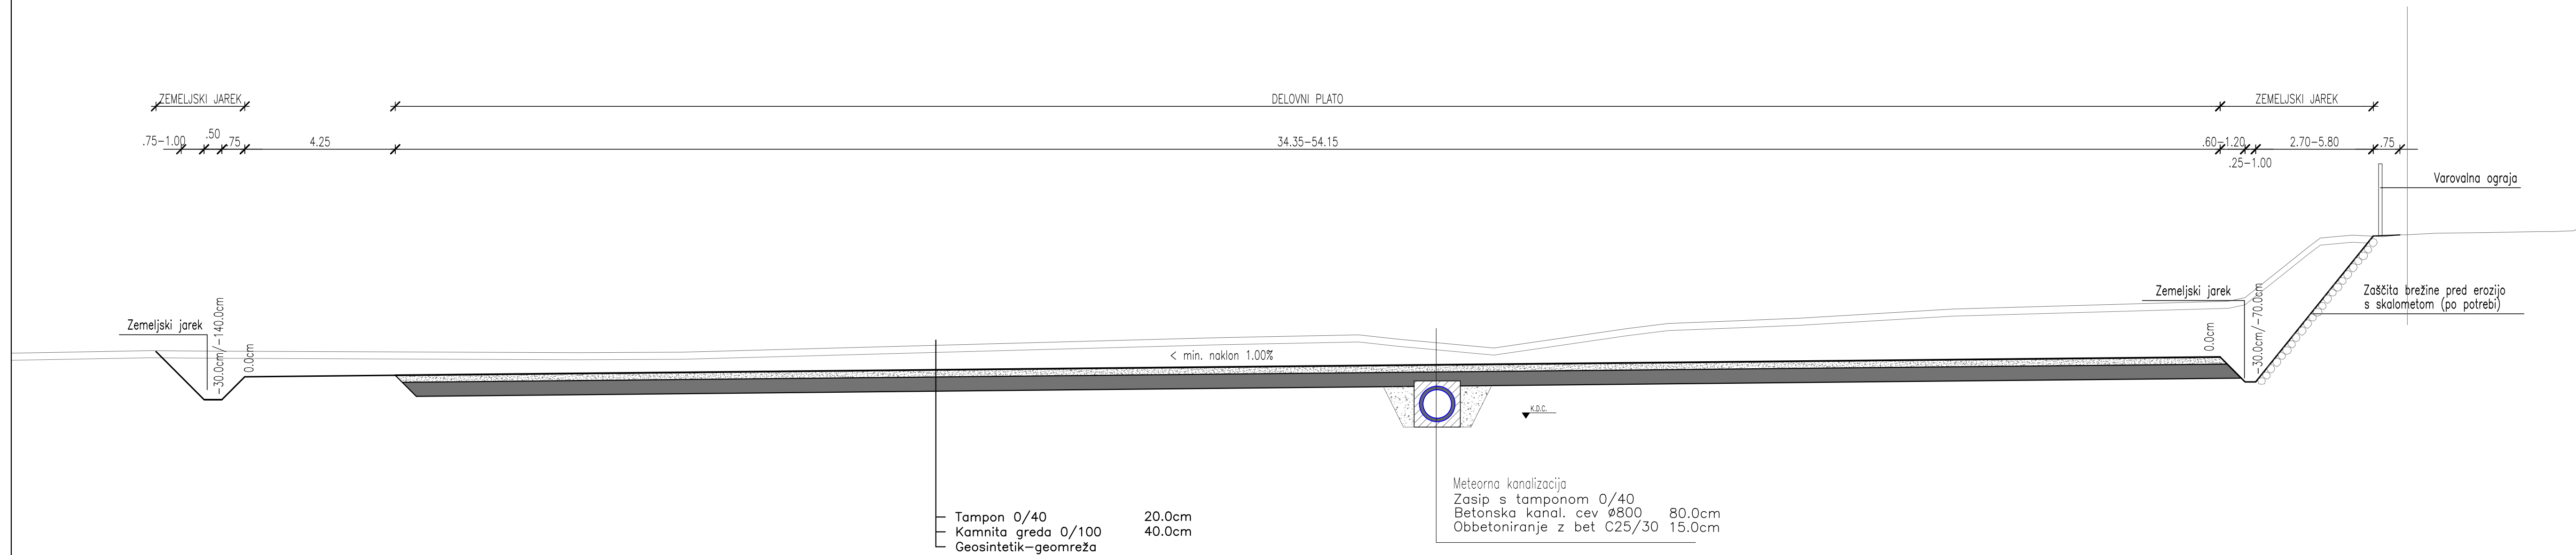 ZEMELJSKI JAREK
DELOVNI PLATO
ZEMELJSKI JAREK
.75-1.00
.50
.75
4.25
34.35-54.15
.60-1.20
.25-1.00
2.70-5.80
.75
Varovalna ograja
Zemeljski jarek
-30.0cm/-140.0cm
0.0cm
< min. naklon 1.00%
0.0cm
Zemeljski jarek
-30.0cm/-70.0cm
Zaščita brežine pred erozijo
s skalometom (po potrebi)
K.D.C.
Tampon 0/40 20.0cm
Kamnita greda 0/100 40.0cm
Geosintetik-geomreža
Meteorna kanalizacija
Zasip s tamponom 0/40
Betonska kanal. cev Ø800 80.0cm
Obbetoniranje z bet C25/30 15.0cm